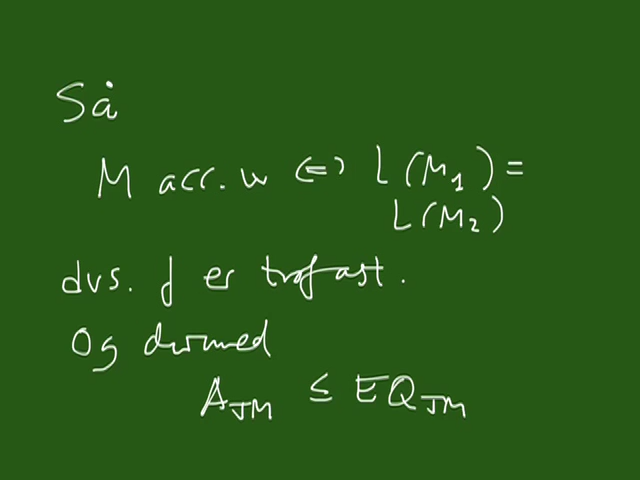 Så
M acc. w ⇔ L(M₁) =
L(M₂)
dvs. f er trofast.
Og dermed
A_TM ≤ EQ_TM